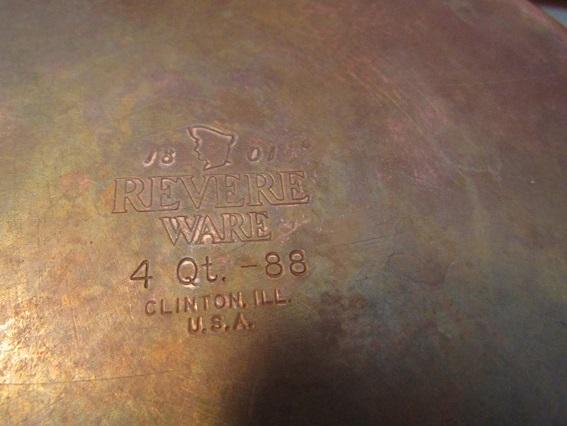 18 01
REVERE
WARE
4 Qt. -88
CLINTON, ILL.
U.S.A.